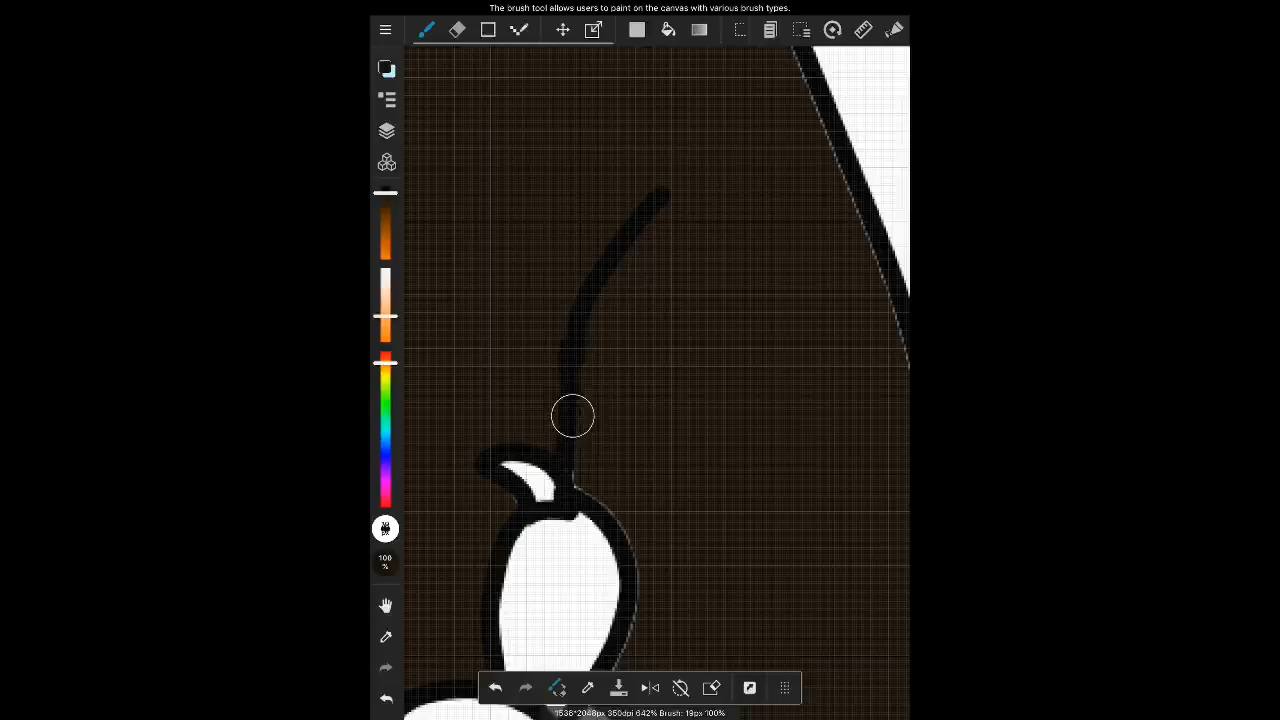 The brush tool allows users to paint on the canvas with various brush types.
px
100
%
1536*2048px 350dpi 642% Brush: 19px 100%